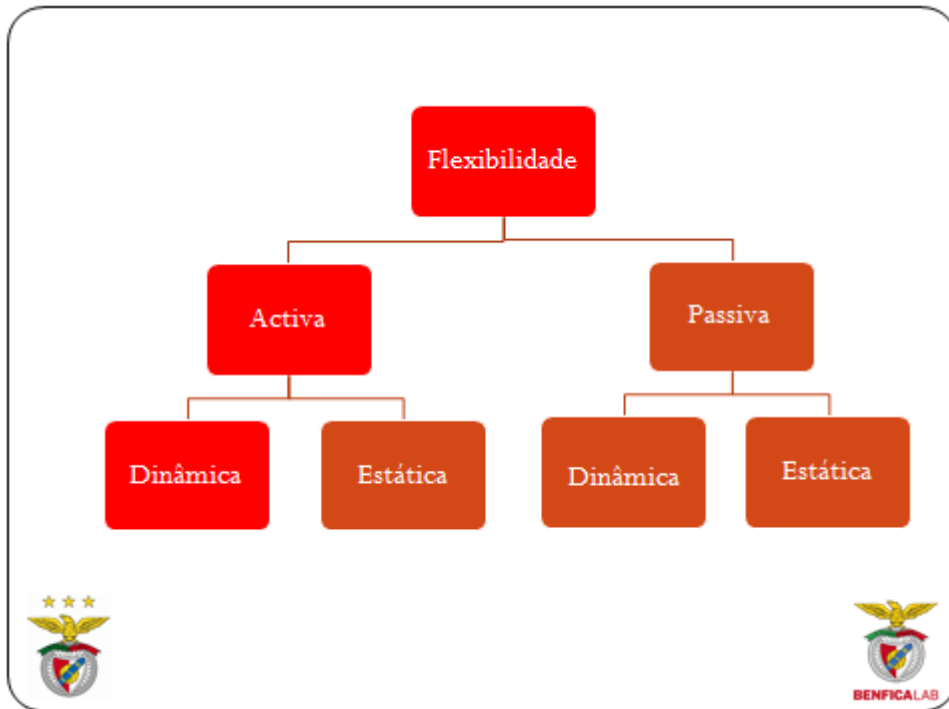 Flexibilidade
Activa
Passiva
Dinâmica
Estática
Dinâmica
Estática
BENFICALAB